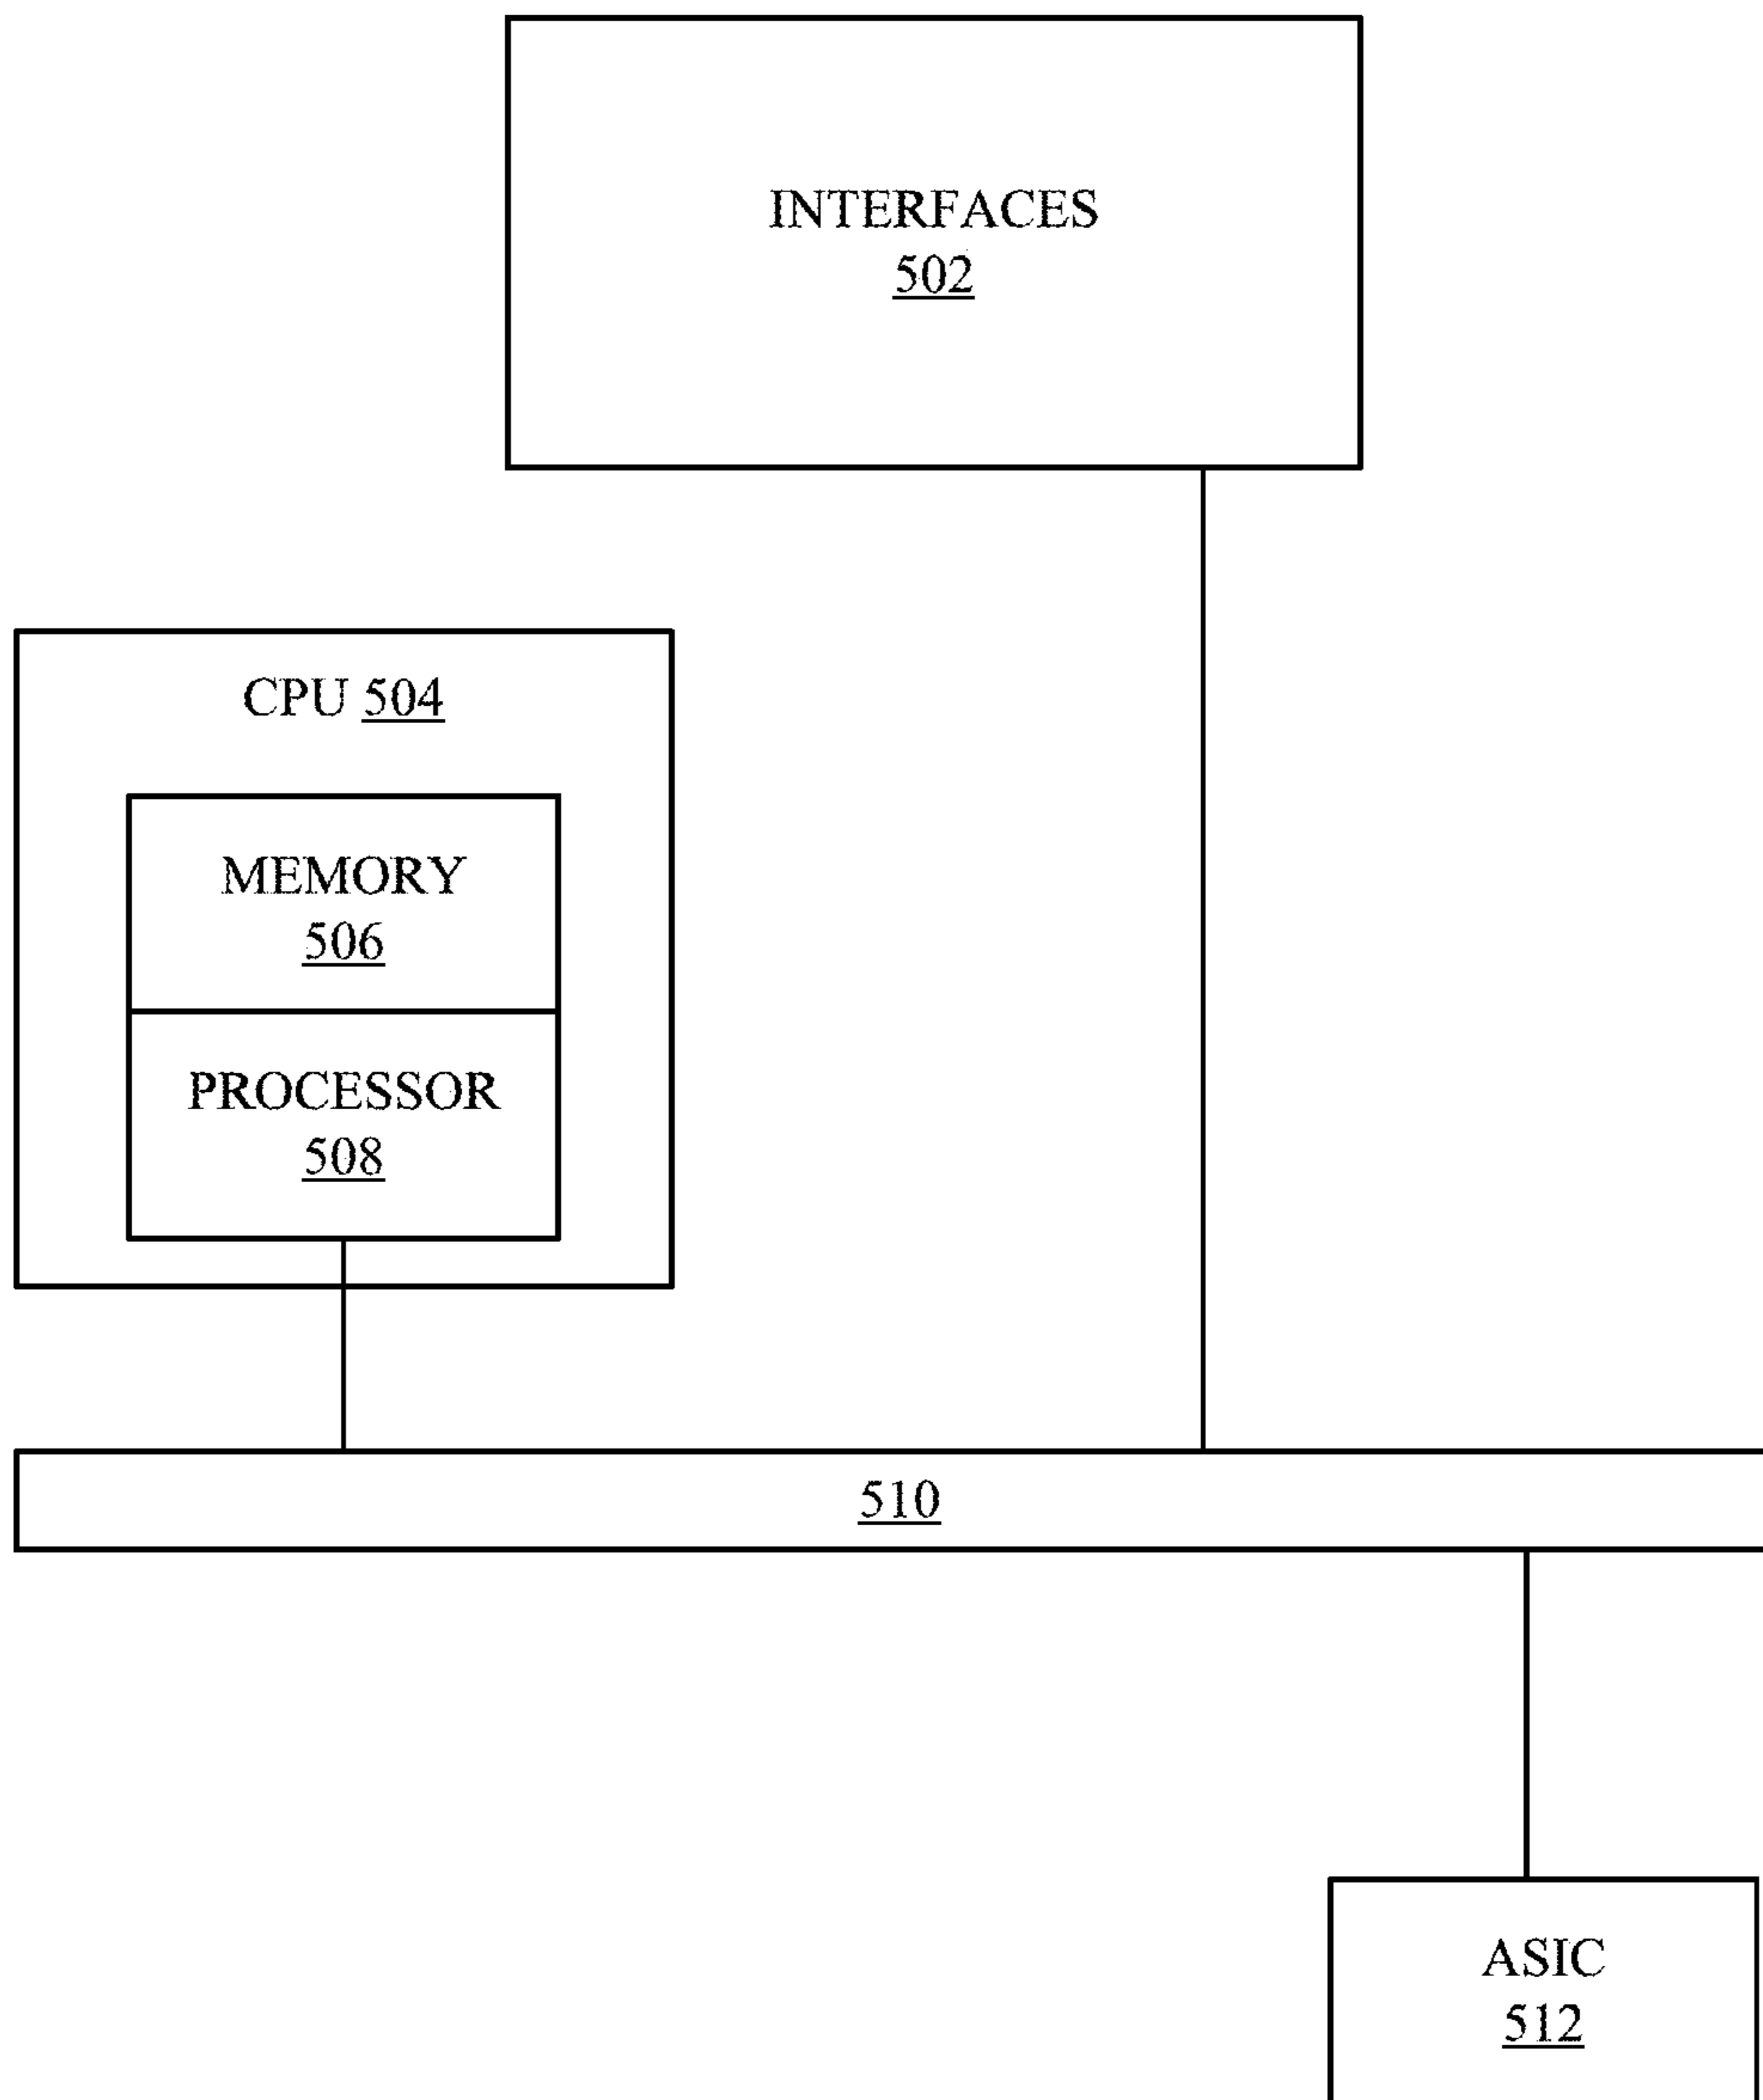 INTERFACES
502
CPU 504
MEMORY
506
PROCESSOR
508
510
ASIC
512